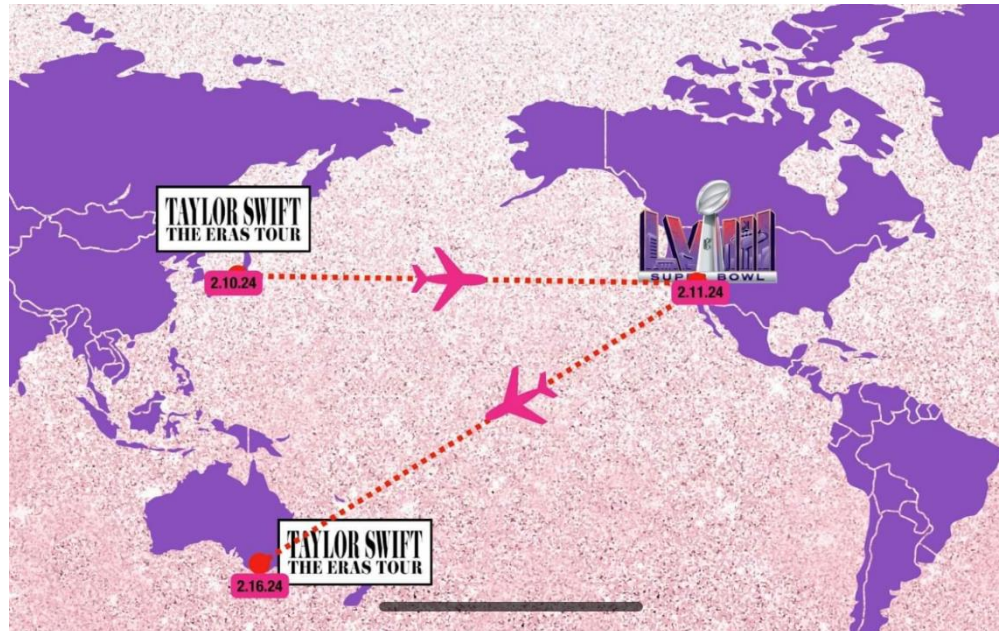 TAYLOR SWIFT
THE ERAS TOUR
2.10.24
LVIII
SUPER BOWL
2.11.24
TAYLOR SWIFT
THE ERAS TOUR
2.16.24